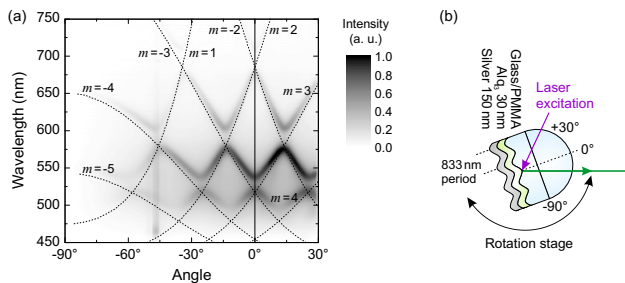 (a)
750
700
650
600
550
500
450
Wavelength (nm)
-90°
-60°
-30°
0°
30°
Angle
m=-4
m=-5
m=-3
m=1
m=-2
m=2
m=3
m=4
Intensity
(a. u.)
1.0
0.8
0.6
0.4
0.2
0.0
(b)
Glass/PMMA
Alq3 30 nm
Silver 150 nm
Laser
excitation
+30°
0°
-90°
833 nm
period
Rotation stage